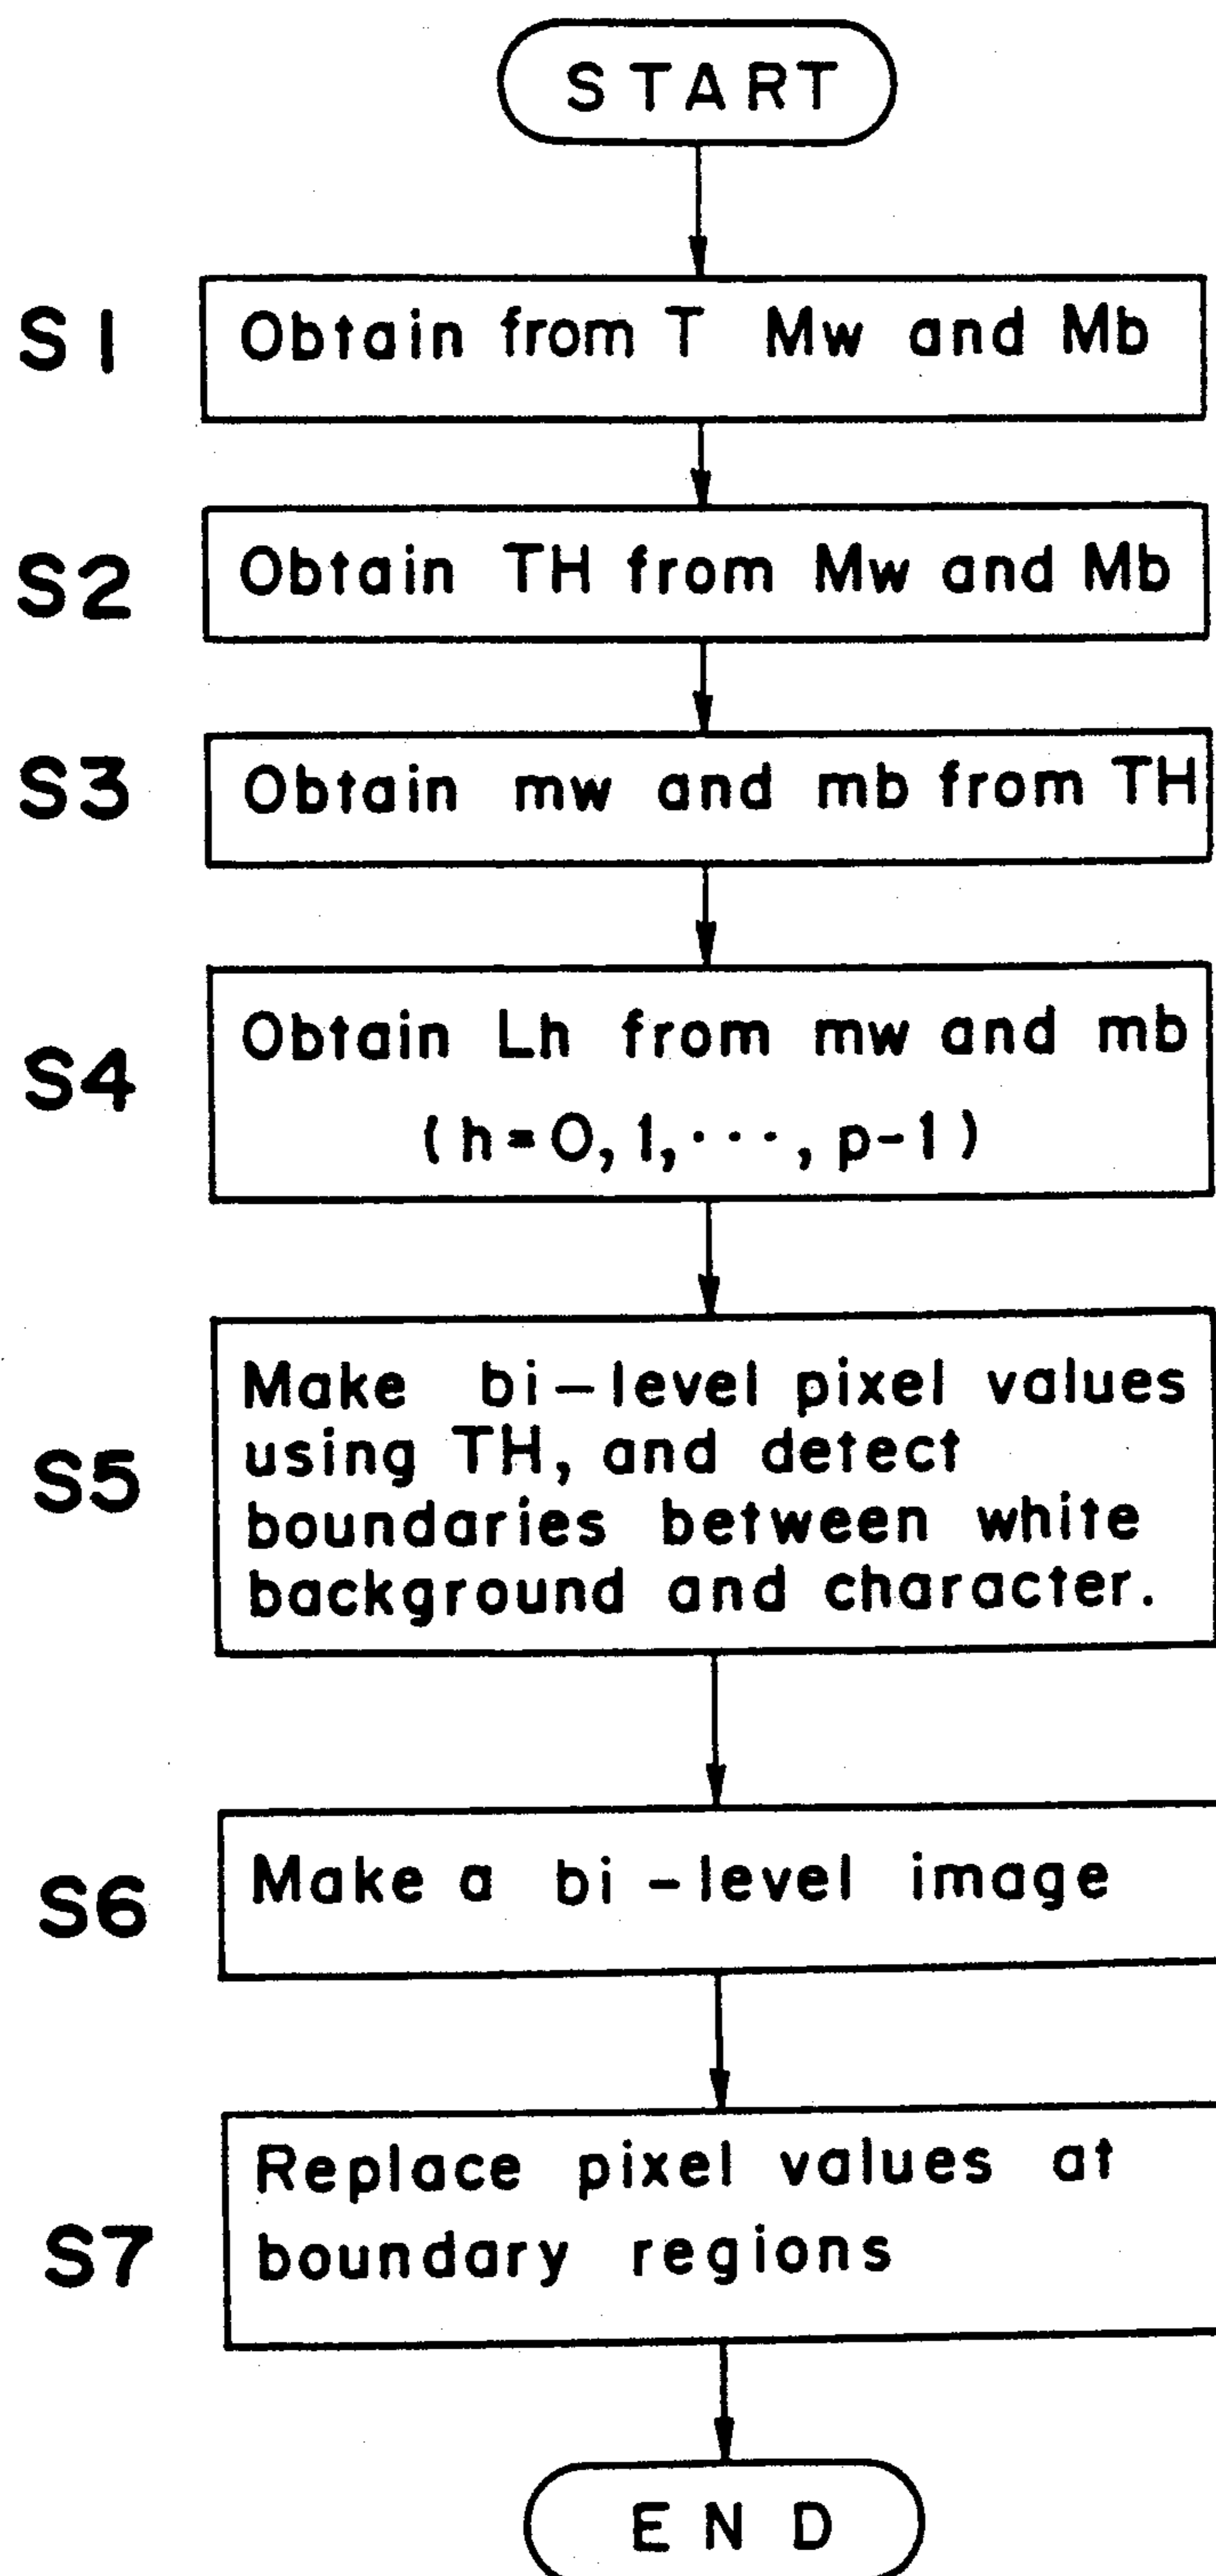 START
S1
Obtain from T Mw and Mb
S2
Obtain TH from Mw and Mb
S3
Obtain mw and mb from TH
S4
Obtain Lh from mw and mb
(h=0, 1, ···, p-1)
S5
Make bi-level pixel values
using TH, and detect
boundaries between white
background and character.
S6
Make a bi-level image
S7
Replace pixel values at
boundary regions
END